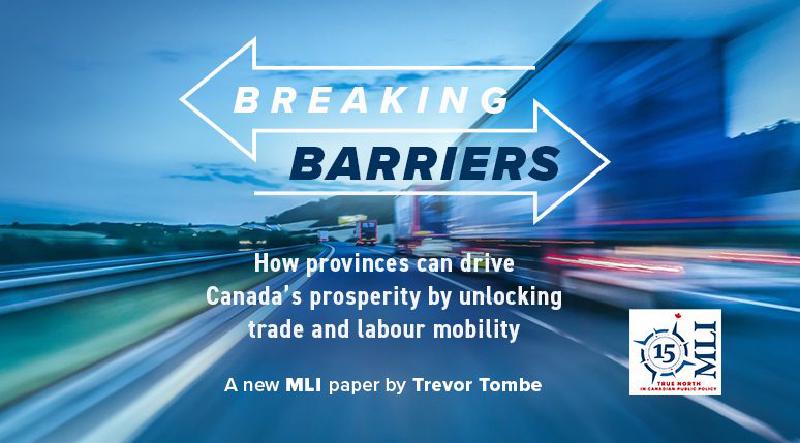 BREAKING
BARRIERS
How provinces can drive
Canada's prosperity by unlocking
trade and labour mobility
A new MLI paper by Trevor Tombe
15
MLI
TRUE NORTH
IN CANADIAN PUBLIC POLICY